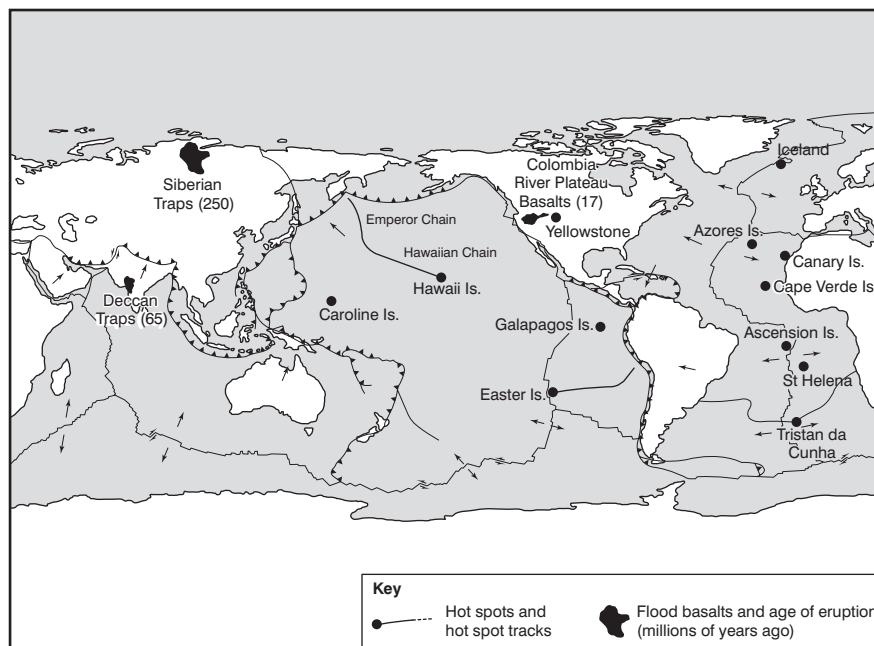 Iceland
Colombia
River Plateau
Basalts (17)
Siberian
Traps (250)
Yellowstone
Emperor Chain
Azores Is.
Hawaiian Chain
Canary Is.
Hawaii Is.
Cape Verde Is
Deccan
Traps (65)
Caroline Is.
Galapagos Is.
Ascension Is.
St Helena
Easter Is.
Tristan da
Cunha
Key
Hot spots and
hot spot tracks
Flood basalts and age of eruption
(millions of years ago)